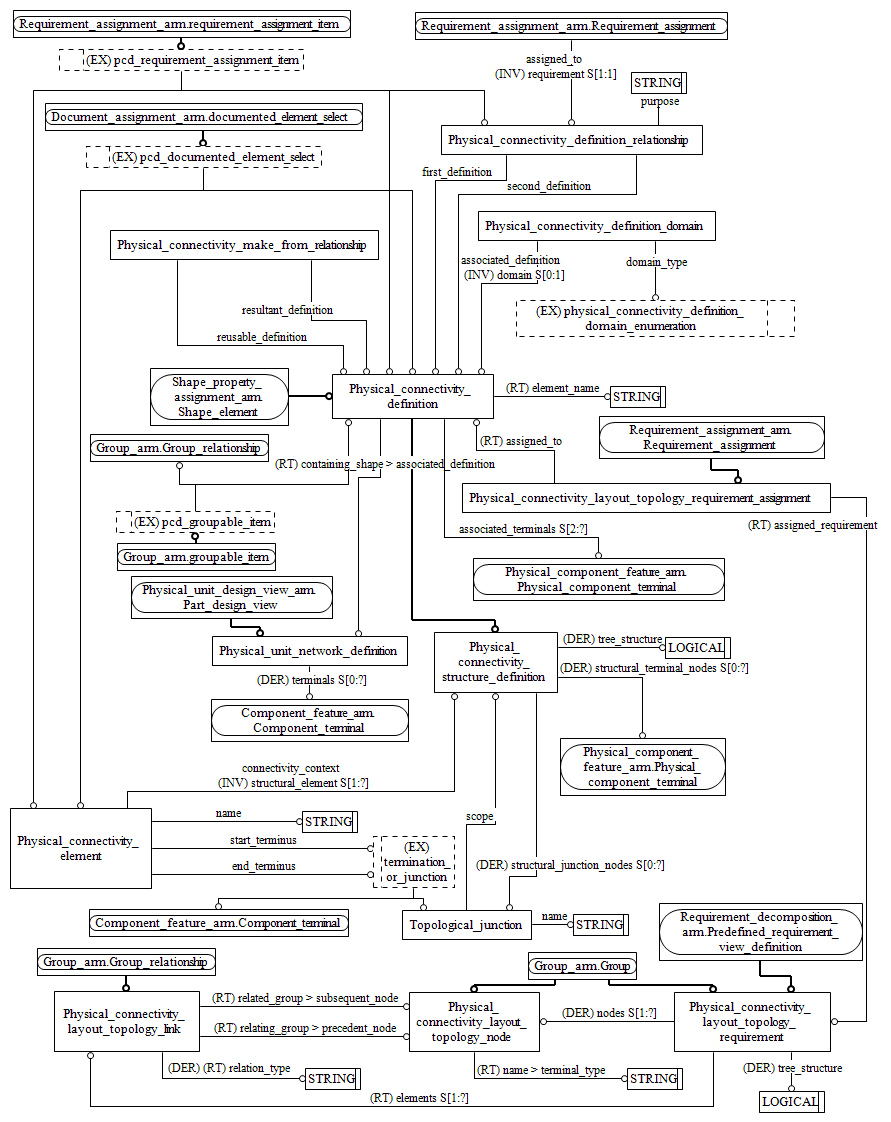 Requirement_assignment_arm.requirement_assignment_item
Requirement_assignment_arm.Requirement_assignment
(EX) pcd_requirement_assignment_item
assigned_to
(INV) requirement S[1:1]
STRING
purpose
Document_assignment_arm.documented_element_select
Physical_connectivity_definition_relationship
(EX) pcd_documented_element_select
first_definition
second_definition
Physical_connectivity_definition_domain
Physical_connectivity_make_from_relationship
associated_definition
(INV) domain S[0:1]
domain_type
resultant_definition
(EX) physical_connectivity_definition_
domain_enumeration
reusable_definition
Shape_property_
assignment_arm.
Shape_element
Physical_connectivity_
definition
(RT) element_name
STRING
Requirement_assignment_arm.
Requirement_assignment
Group_arm.Group_relationship
(RT) assigned_to
(RT) containing_shape > associated_definition
Physical_connectivity_layout_topology_requirement_assignment
(EX) pcd_groupable_item
associated_terminals S[2:?]
(RT) assigned_requirement
Group_arm.groupable_item
Physical_component_feature_arm.
Physical_component_terminal
Physical_unit_design_view_arm.
Part_design_view
Physical_unit_network_definition
Physical_
connectivity_
structure_definition
(DER) tree_structure
LOGICAL
(DER) structural_terminal_nodes S[0:?]
(DER) terminals S[0:?]
Component_feature_arm.
Component_terminal
Physical_component_
feature_arm.Physical_
component_terminal
connectivity_context
(INV) structural_element S[1:?]
Physical_connectivity_
element
name
STRING
scope
start_terminus
end_terminus
(EX)
termination_
or_junction
(DER) structural_junction_nodes S[0:?]
Component_feature_arm.Component_terminal
Topological_junction
name
STRING
Requirement_decomposition_
arm.Predefined_requirement_
view_definition
Group_arm.Group_relationship
Group_arm.Group
Physical_connectivity_
layout_topology_link
(RT) related_group > subsequent_node
(RT) relating_group > precedent_node
Physical_
connectivity_layout_
topology_node
(DER) nodes S[1:?]
Physical_connectivity_
layout_topology_
requirement
(DER) (RT) relation_type
STRING
(RT) name > terminal_type
STRING
(DER) tree_structure
LOGICAL
(RT) elements S[1:?]